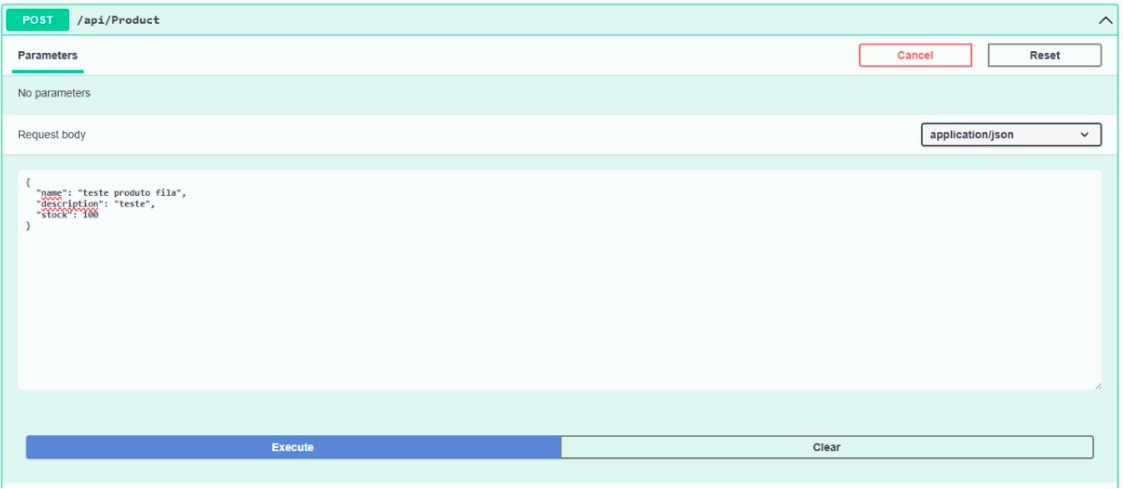 POST /api/Product
Parameters Cancel Reset
No parameters
Request body application/json
{
"name": "teste produto fila",
"description": "teste",
"stock": 100
}
Execute Clear